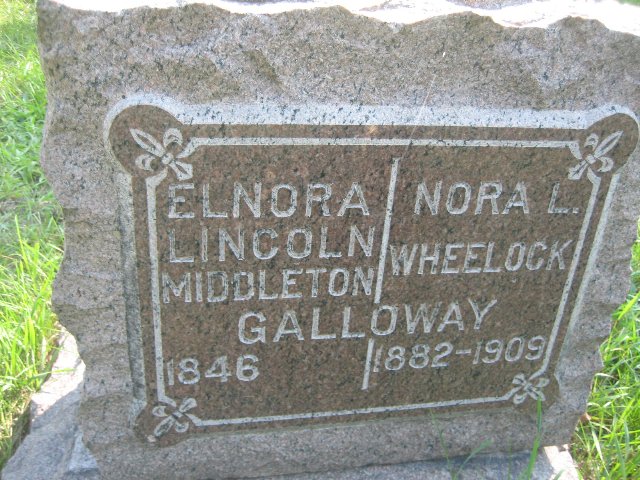 ELNORA
LINCOLN
MIDDLETON
NORA L.
WHEELOCK
GALLOWAY
1846
1882-1909